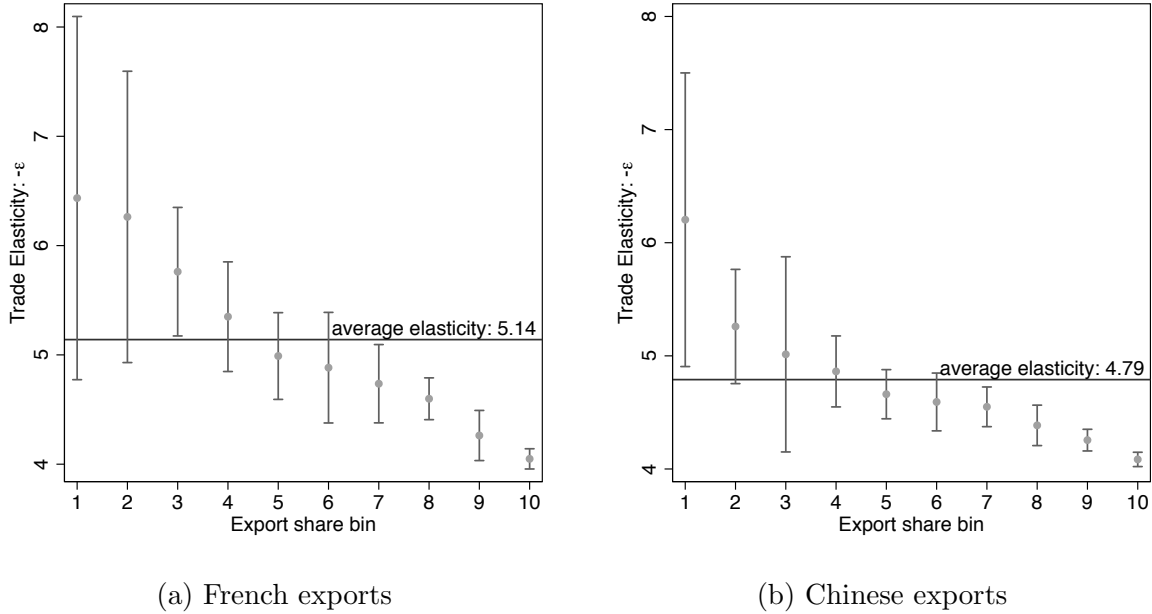 8
7
6
5
4
Trade Elasticity: -ε
average elasticity: 5.14
1 2 3 4 5 6 7 8 9 10
Export share bin
(a) French exports
8
7
6
5
4
Trade Elasticity: -ε
average elasticity: 4.79
1 2 3 4 5 6 7 8 9 10
Export share bin
(b) Chinese exports